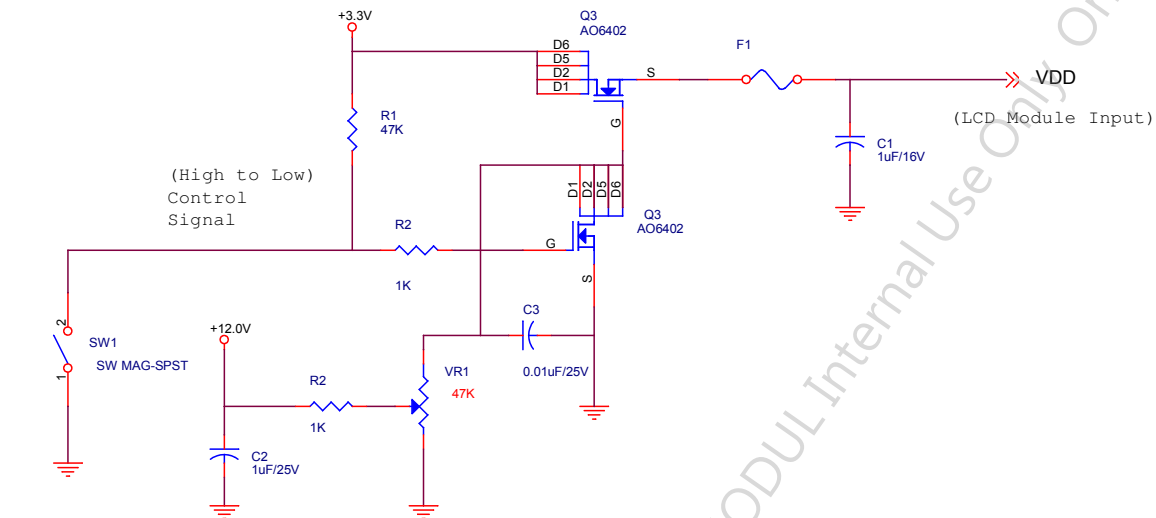 +3.3V
Q3
AO6402
D6
D5
D2
D1
S
G
F1
VDD
(LCD Module Input)
R1
47K
C1
1uF/16V
(High to Low)
Control
Signal
D1
D2
D5
D6
Q3
AO6402
R2
1K
G
S
2
SW1
SW MAG-SPST
1
+12.0V
C3
0.01uF/25V
R2
1K
VR1
47K
C2
1uF/25V
ODUL Internal Use Only. On